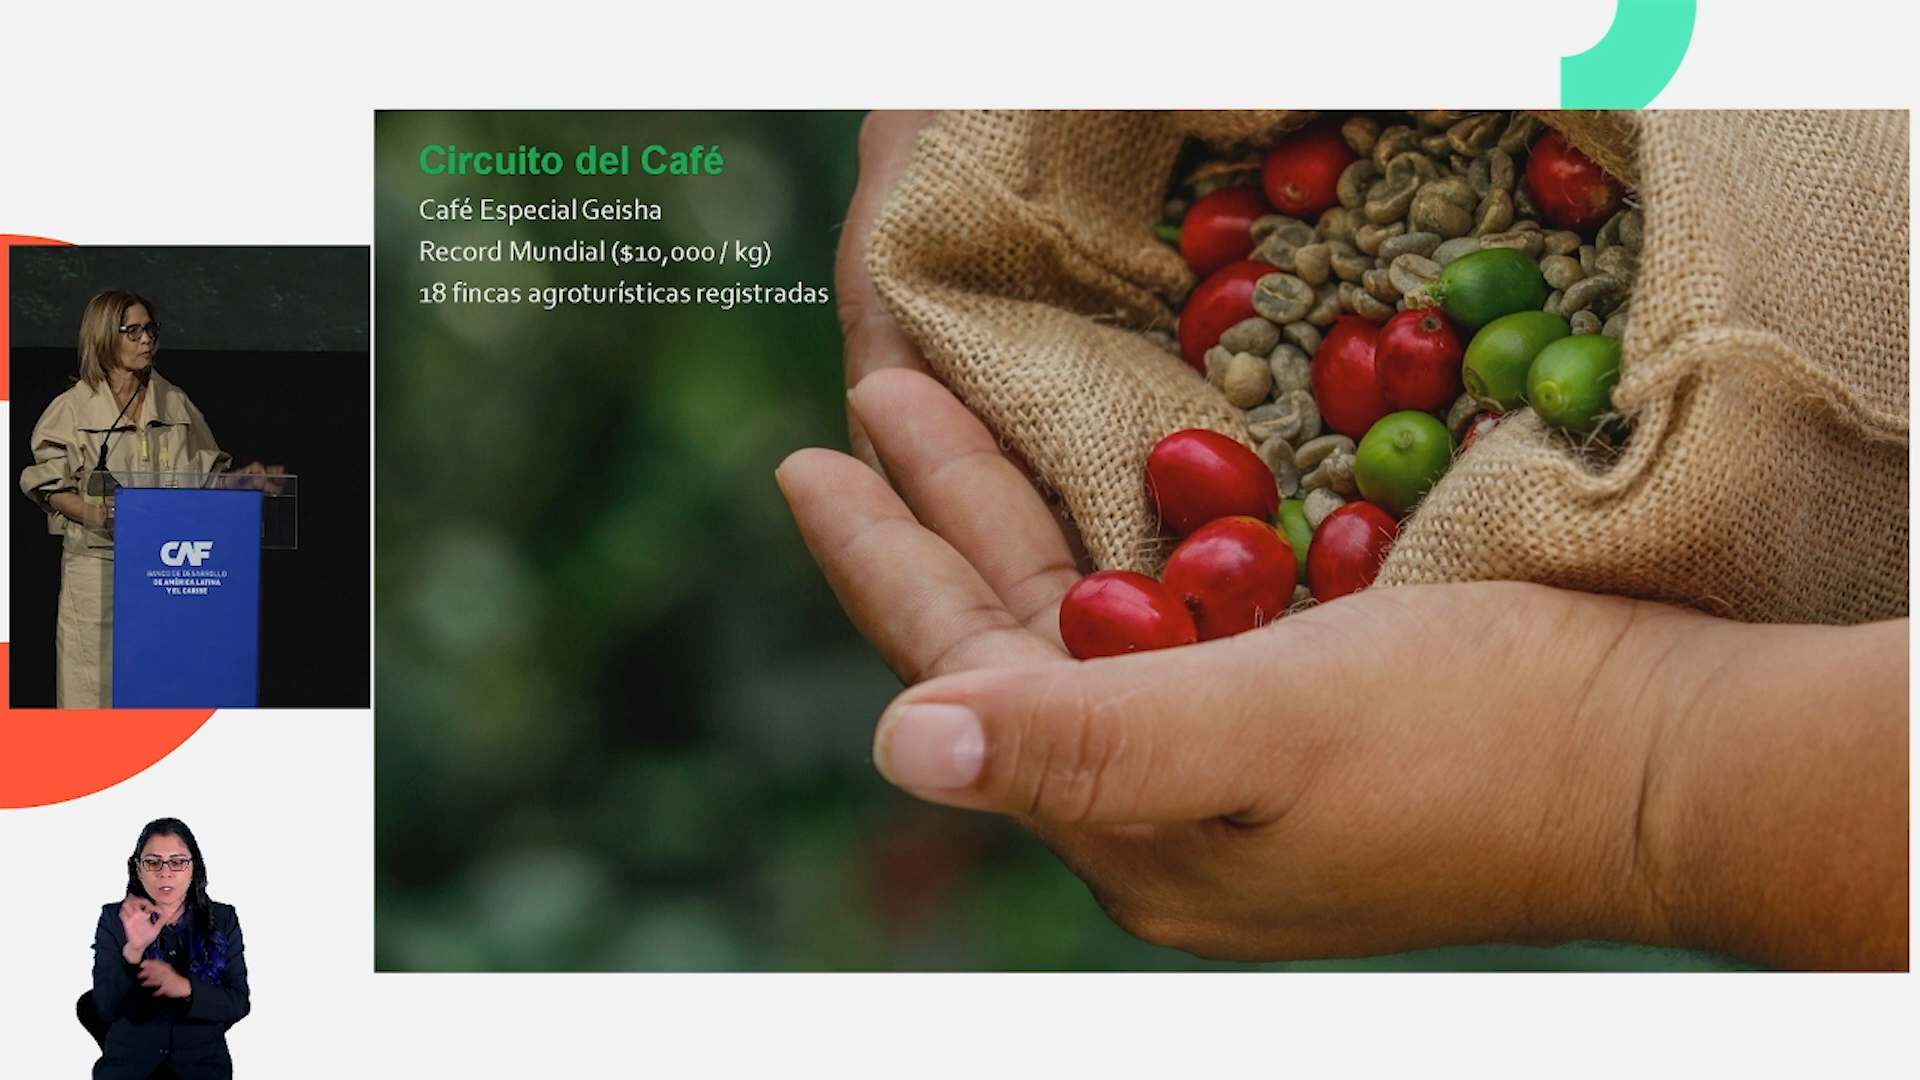 Circuito del Café
Café Especial Geisha
Record Mundial ($10,000 / kg)
18 fincas agroturísticas registradas
CAF
BANCO DE DESARROLLO
DE AMÉRICA LATINA
Y EL CARIBE